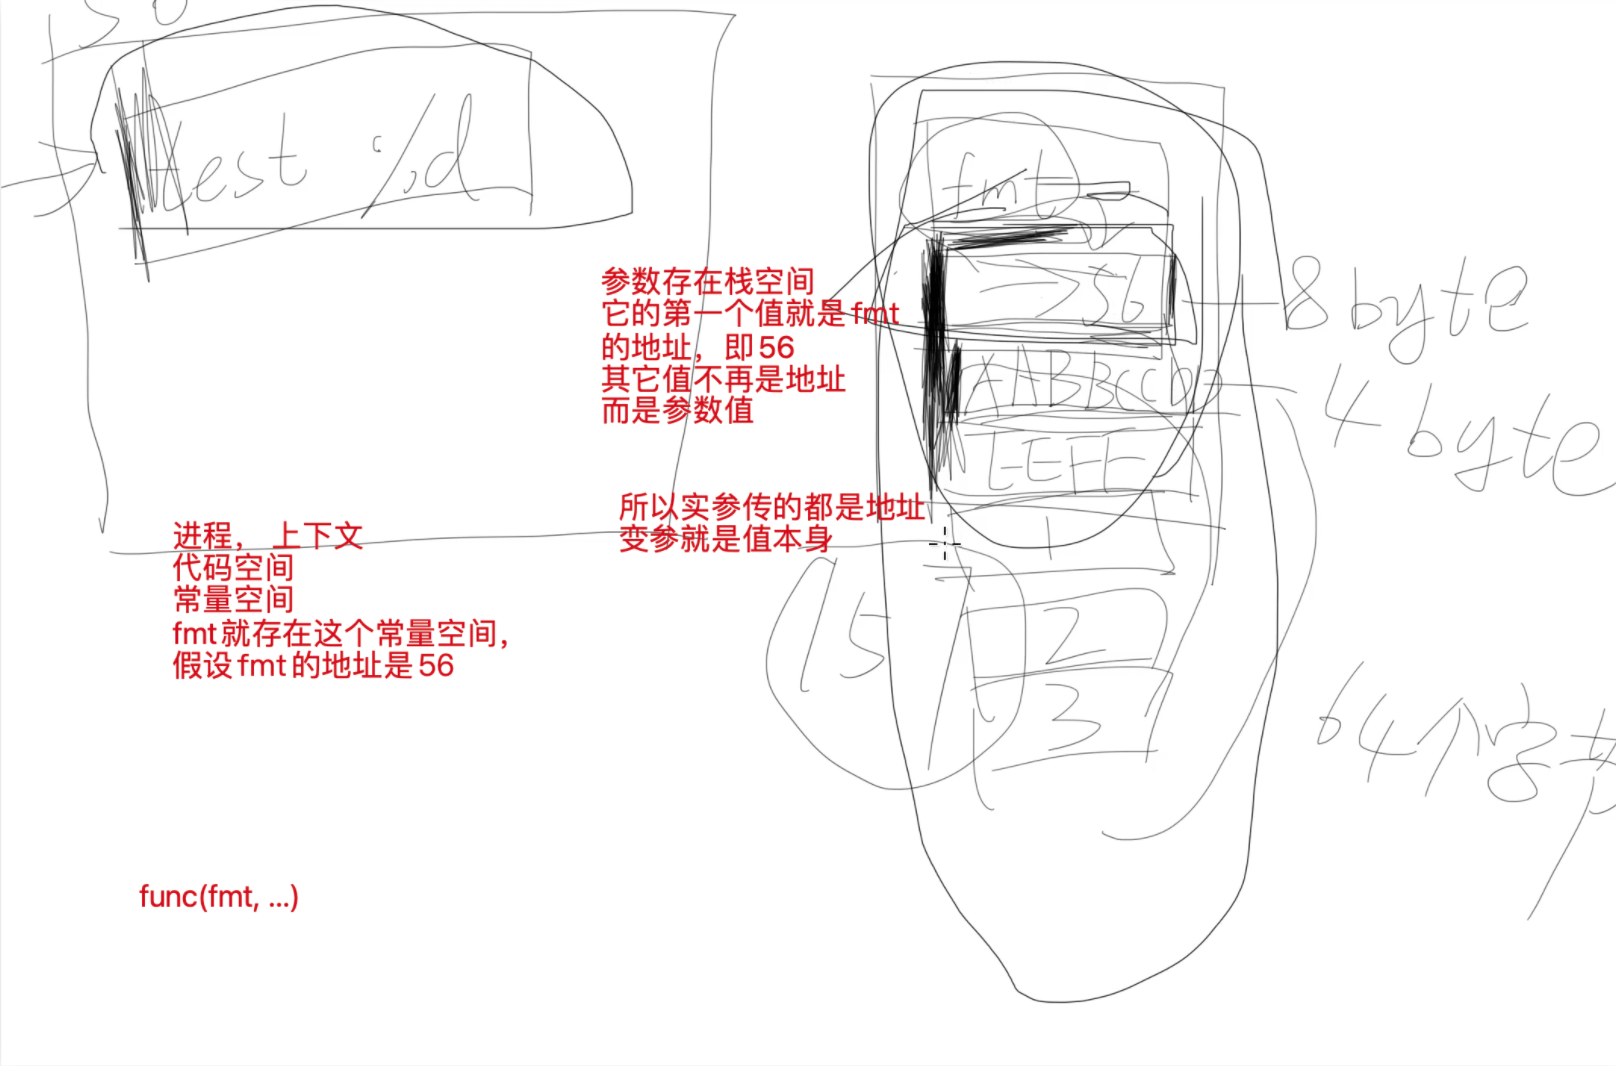 test %d
fmt
参数存在栈空间
它的第一个值就是fmt
的地址，即56
其它值不再是地址
而是参数值
56
8 byte
4 byte
所以实参传的都是地址
变参就是值本身
1
进程， 上下文
代码空间
常量空间
fmt就存在这个常量空间，
假设fmt的地址是56
15
2
3
64个字节
func(fmt, ...)